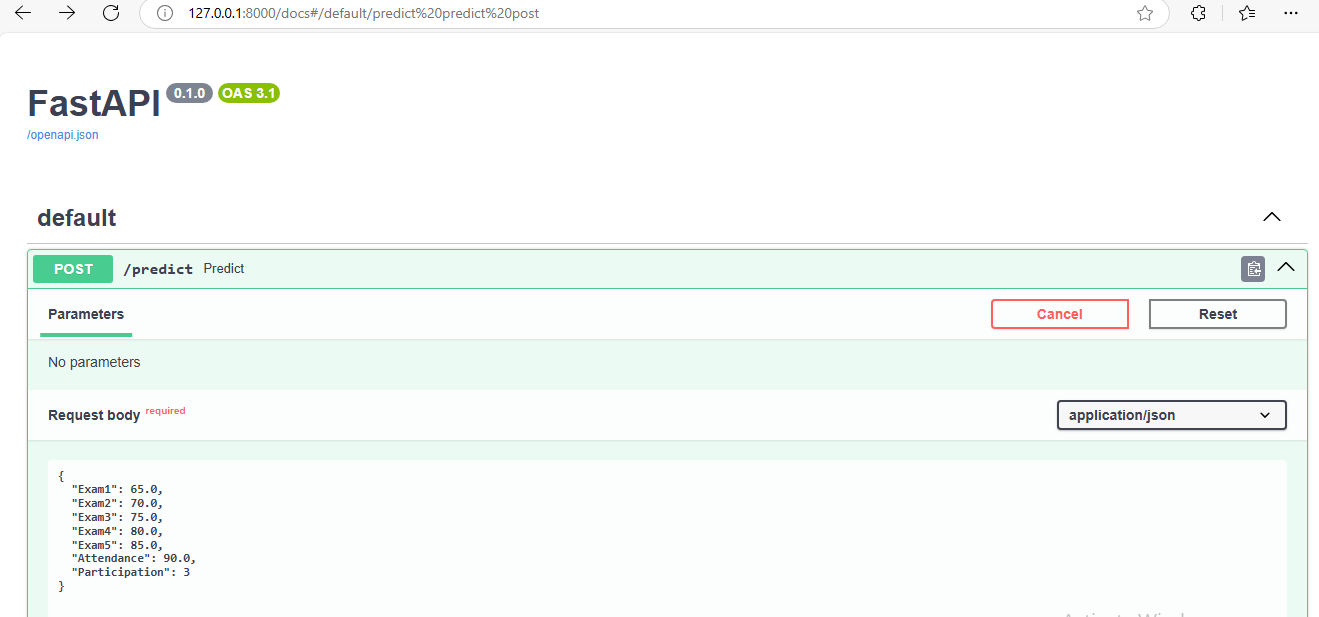 127.0.0.1:8000/docs#/default/predict%20predict%20post
FastAPI 0.1.0 OAS 3.1
/openapi.json
default
POST /predict Predict
Parameters Cancel Reset
No parameters
Request body required application/json
{
"Exam1": 65.0,
"Exam2": 70.0,
"Exam3": 75.0,
"Exam4": 80.0,
"Exam5": 85.0,
"Attendance": 90.0,
"Participation": 3
}